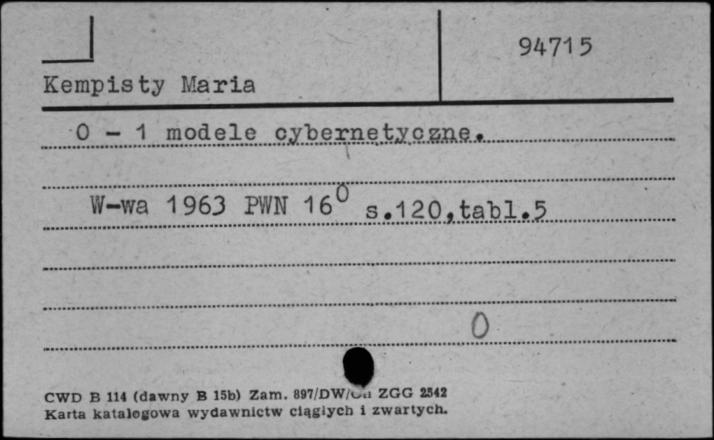 94715
Kempisty Maria
0 - 1 modele cybernetyczne.
W-wa 1963 PWN 16⁰ s.120,tabl.5
0
CWD B 114 (dawny B 15b) Zam. 897/DW/ ZGG 2542
Karta katalogowa wydawnictw ciągłych i zwartych.